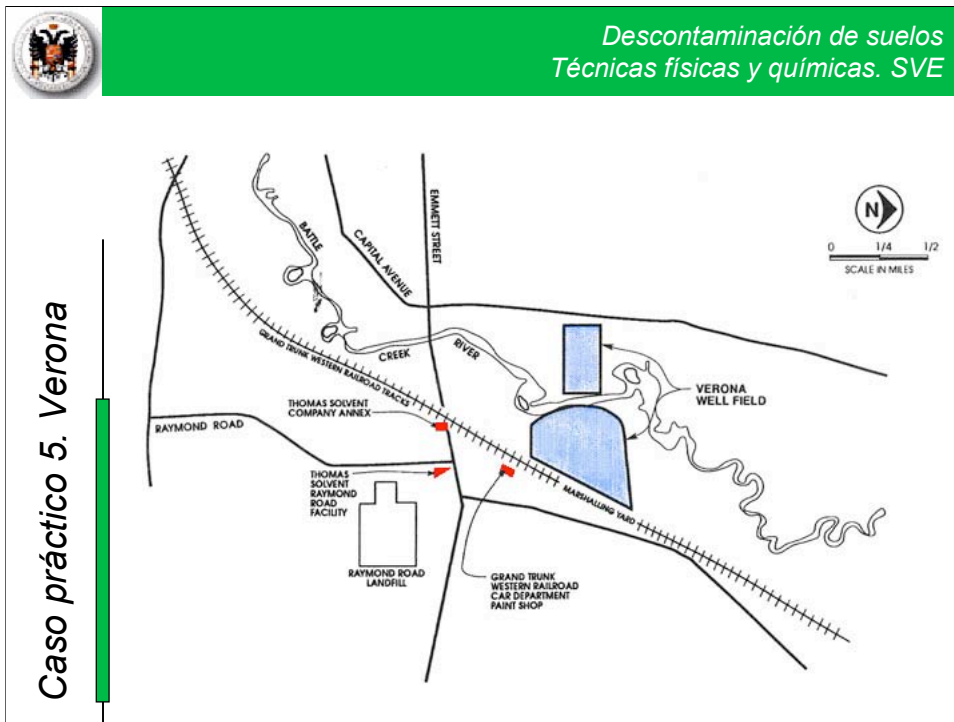 Descontaminación de suelos
Técnicas físicas y químicas. SVE
Caso práctico 5. Verona
EMMETT STREET
CAPITAL AVENUE
BATTLE
CREEK
RIVER
N
0 1/4 1/2
SCALE IN MILES
GRAND TRUNK WESTERN RAILROAD TRACKS
VERONA
WELL FIELD
THOMAS SOLVENT
COMPANY ANNEX
RAYMOND ROAD
THOMAS
SOLVENT
RAYMOND
ROAD
FACILITY
MARSHALLING YARD
RAYMOND ROAD
LANDFILL
GRAND TRUNK
WESTERN RAILROAD
CAR DEPARTMENT
PAINT SHOP